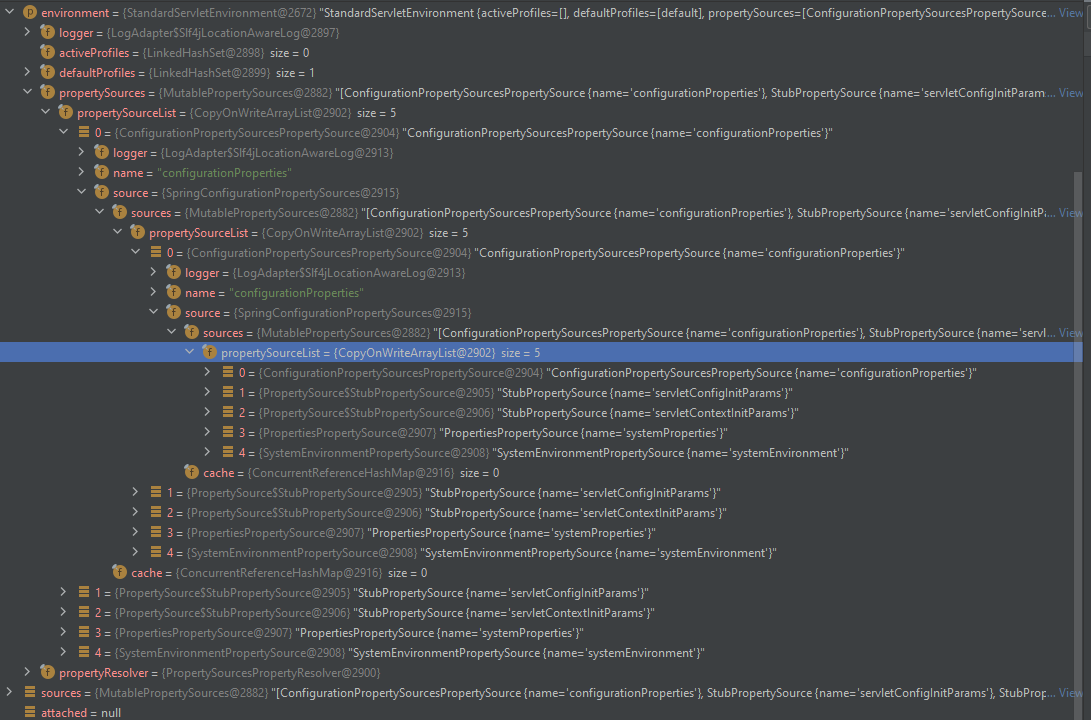 environment = {StandardServletEnvironment@2672} "StandardServletEnvironment {activeProfiles=[], defaultProfiles=[default], propertySources=[ConfigurationPropertySourcesPropertySource... View
logger = {LogAdapter$Slf4jLocationAwareLog@2897}
activeProfiles = {LinkedHashSet@2898} size = 0
defaultProfiles = {LinkedHashSet@2899} size = 1
propertySources = {MutablePropertySources@2882} "[ConfigurationPropertySourcesPropertySource {name='configurationProperties'}, StubPropertySource {name='servletConfigInitParam... View
propertySourceList = {CopyOnWriteArrayList@2902} size = 5
0 = {ConfigurationPropertySourcesPropertySource@2904} "ConfigurationPropertySourcesPropertySource {name='configurationProperties'}"
logger = {LogAdapter$Slf4jLocationAwareLog@2913}
name = "configurationProperties"
source = {SpringConfigurationPropertySources@2915}
sources = {MutablePropertySources@2882} "[ConfigurationPropertySourcesPropertySource {name='configurationProperties'}, StubPropertySource {name='servletConfigInitPa... View
propertySourceList = {CopyOnWriteArrayList@2902} size = 5
0 = {ConfigurationPropertySourcesPropertySource@2904} "ConfigurationPropertySourcesPropertySource {name='configurationProperties'}"
logger = {LogAdapter$Slf4jLocationAwareLog@2913}
name = "configurationProperties"
source = {SpringConfigurationPropertySources@2915}
sources = {MutablePropertySources@2882} "[ConfigurationPropertySourcesPropertySource {name='configurationProperties'}, StubPropertySource {name='servl... View
propertySourceList = {CopyOnWriteArrayList@2902} size = 5
0 = {ConfigurationPropertySourcesPropertySource@2904} "ConfigurationPropertySourcesPropertySource {name='configurationProperties'}"
1 = {PropertySource$StubPropertySource@2905} "StubPropertySource {name='servletConfigInitParams'}"
2 = {PropertySource$StubPropertySource@2906} "StubPropertySource {name='servletContextInitParams'}"
3 = {PropertiesPropertySource@2907} "PropertiesPropertySource {name='systemProperties'}"
4 = {SystemEnvironmentPropertySource@2908} "SystemEnvironmentPropertySource {name='systemEnvironment'}"
cache = {ConcurrentReferenceHashMap@2916} size = 0
1 = {PropertySource$StubPropertySource@2905} "StubPropertySource {name='servletConfigInitParams'}"
2 = {PropertySource$StubPropertySource@2906} "StubPropertySource {name='servletContextInitParams'}"
3 = {PropertiesPropertySource@2907} "PropertiesPropertySource {name='systemProperties'}"
4 = {SystemEnvironmentPropertySource@2908} "SystemEnvironmentPropertySource {name='systemEnvironment'}"
cache = {ConcurrentReferenceHashMap@2916} size = 0
1 = {PropertySource$StubPropertySource@2905} "StubPropertySource {name='servletConfigInitParams'}"
2 = {PropertySource$StubPropertySource@2906} "StubPropertySource {name='servletContextInitParams'}"
3 = {PropertiesPropertySource@2907} "PropertiesPropertySource {name='systemProperties'}"
4 = {SystemEnvironmentPropertySource@2908} "SystemEnvironmentPropertySource {name='systemEnvironment'}"
propertyResolver = {PropertySourcesPropertyResolver@2900}
sources = {MutablePropertySources@2882} "[ConfigurationPropertySourcesPropertySource {name='configurationProperties'}, StubPropertySource {name='servletConfigInitParams'}, StubProp... View
attached = null